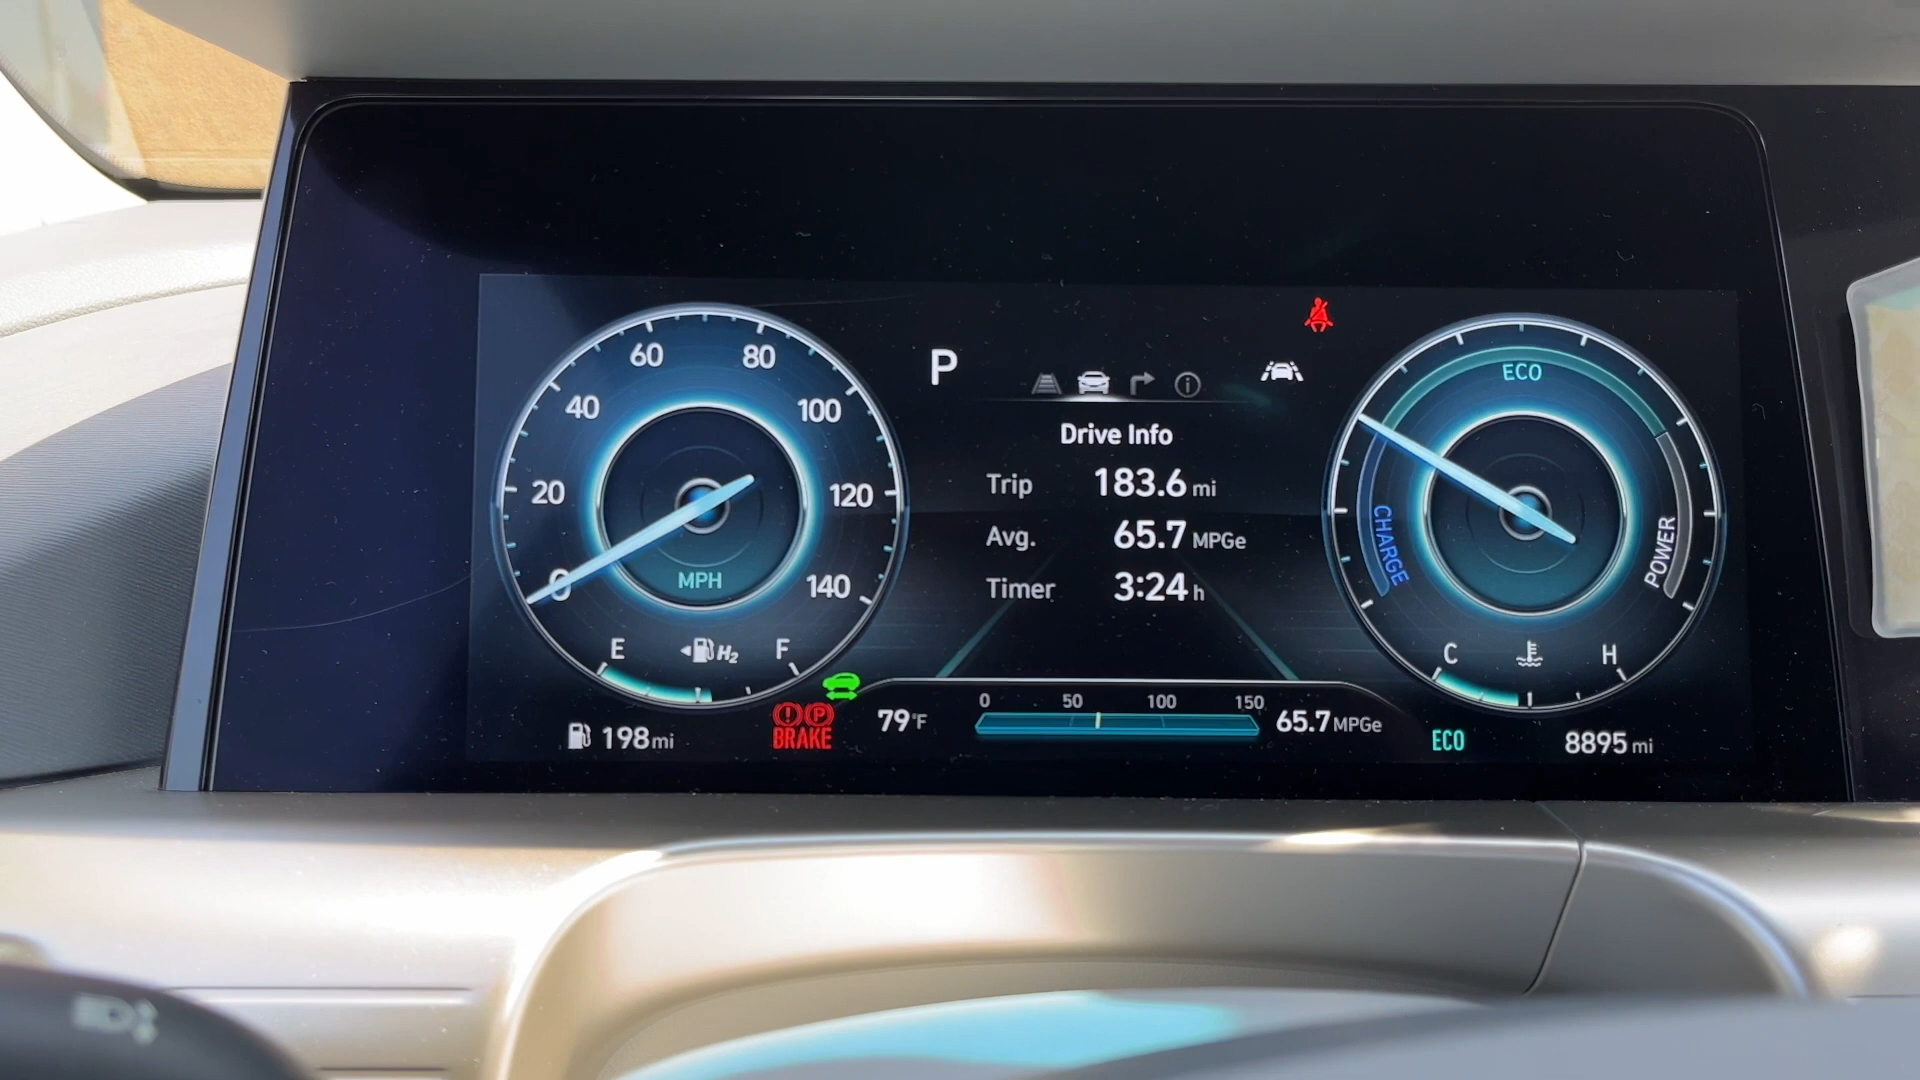 60 80
40 100
20 120
0 140
MPH
E H₂ F
198 mi
BRAKE
P
P
Drive Info
Trip 183.6 mi
Avg. 65.7 MPGe
Timer 3:24 h
79°F
0 50 100 150
65.7 MPGe
ECO
CHARGE
POWER
C H
ECO
8895 mi